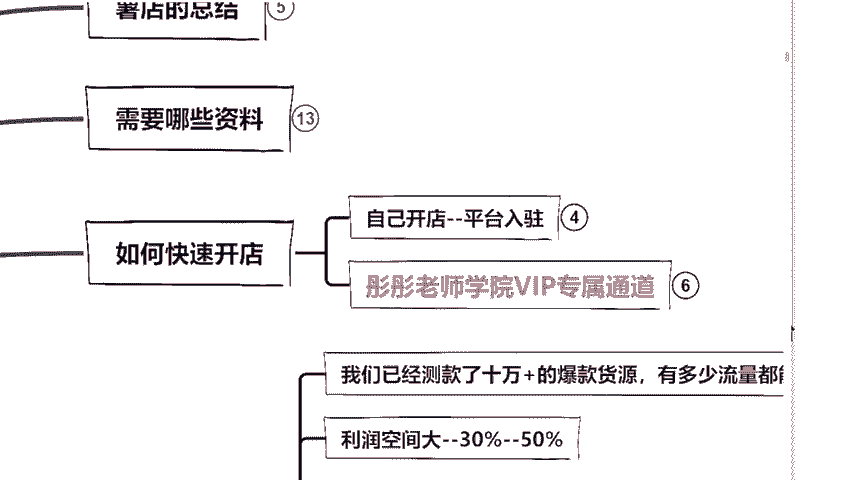 薯店的总结
5
需要哪些资料
13
如何快速开店
自己开店--平台入驻
4
彤彤老师学院VIP专属通道
6
我们已经测款了十万+的爆款货源，有多少流量都
利润空间大--30%--50%